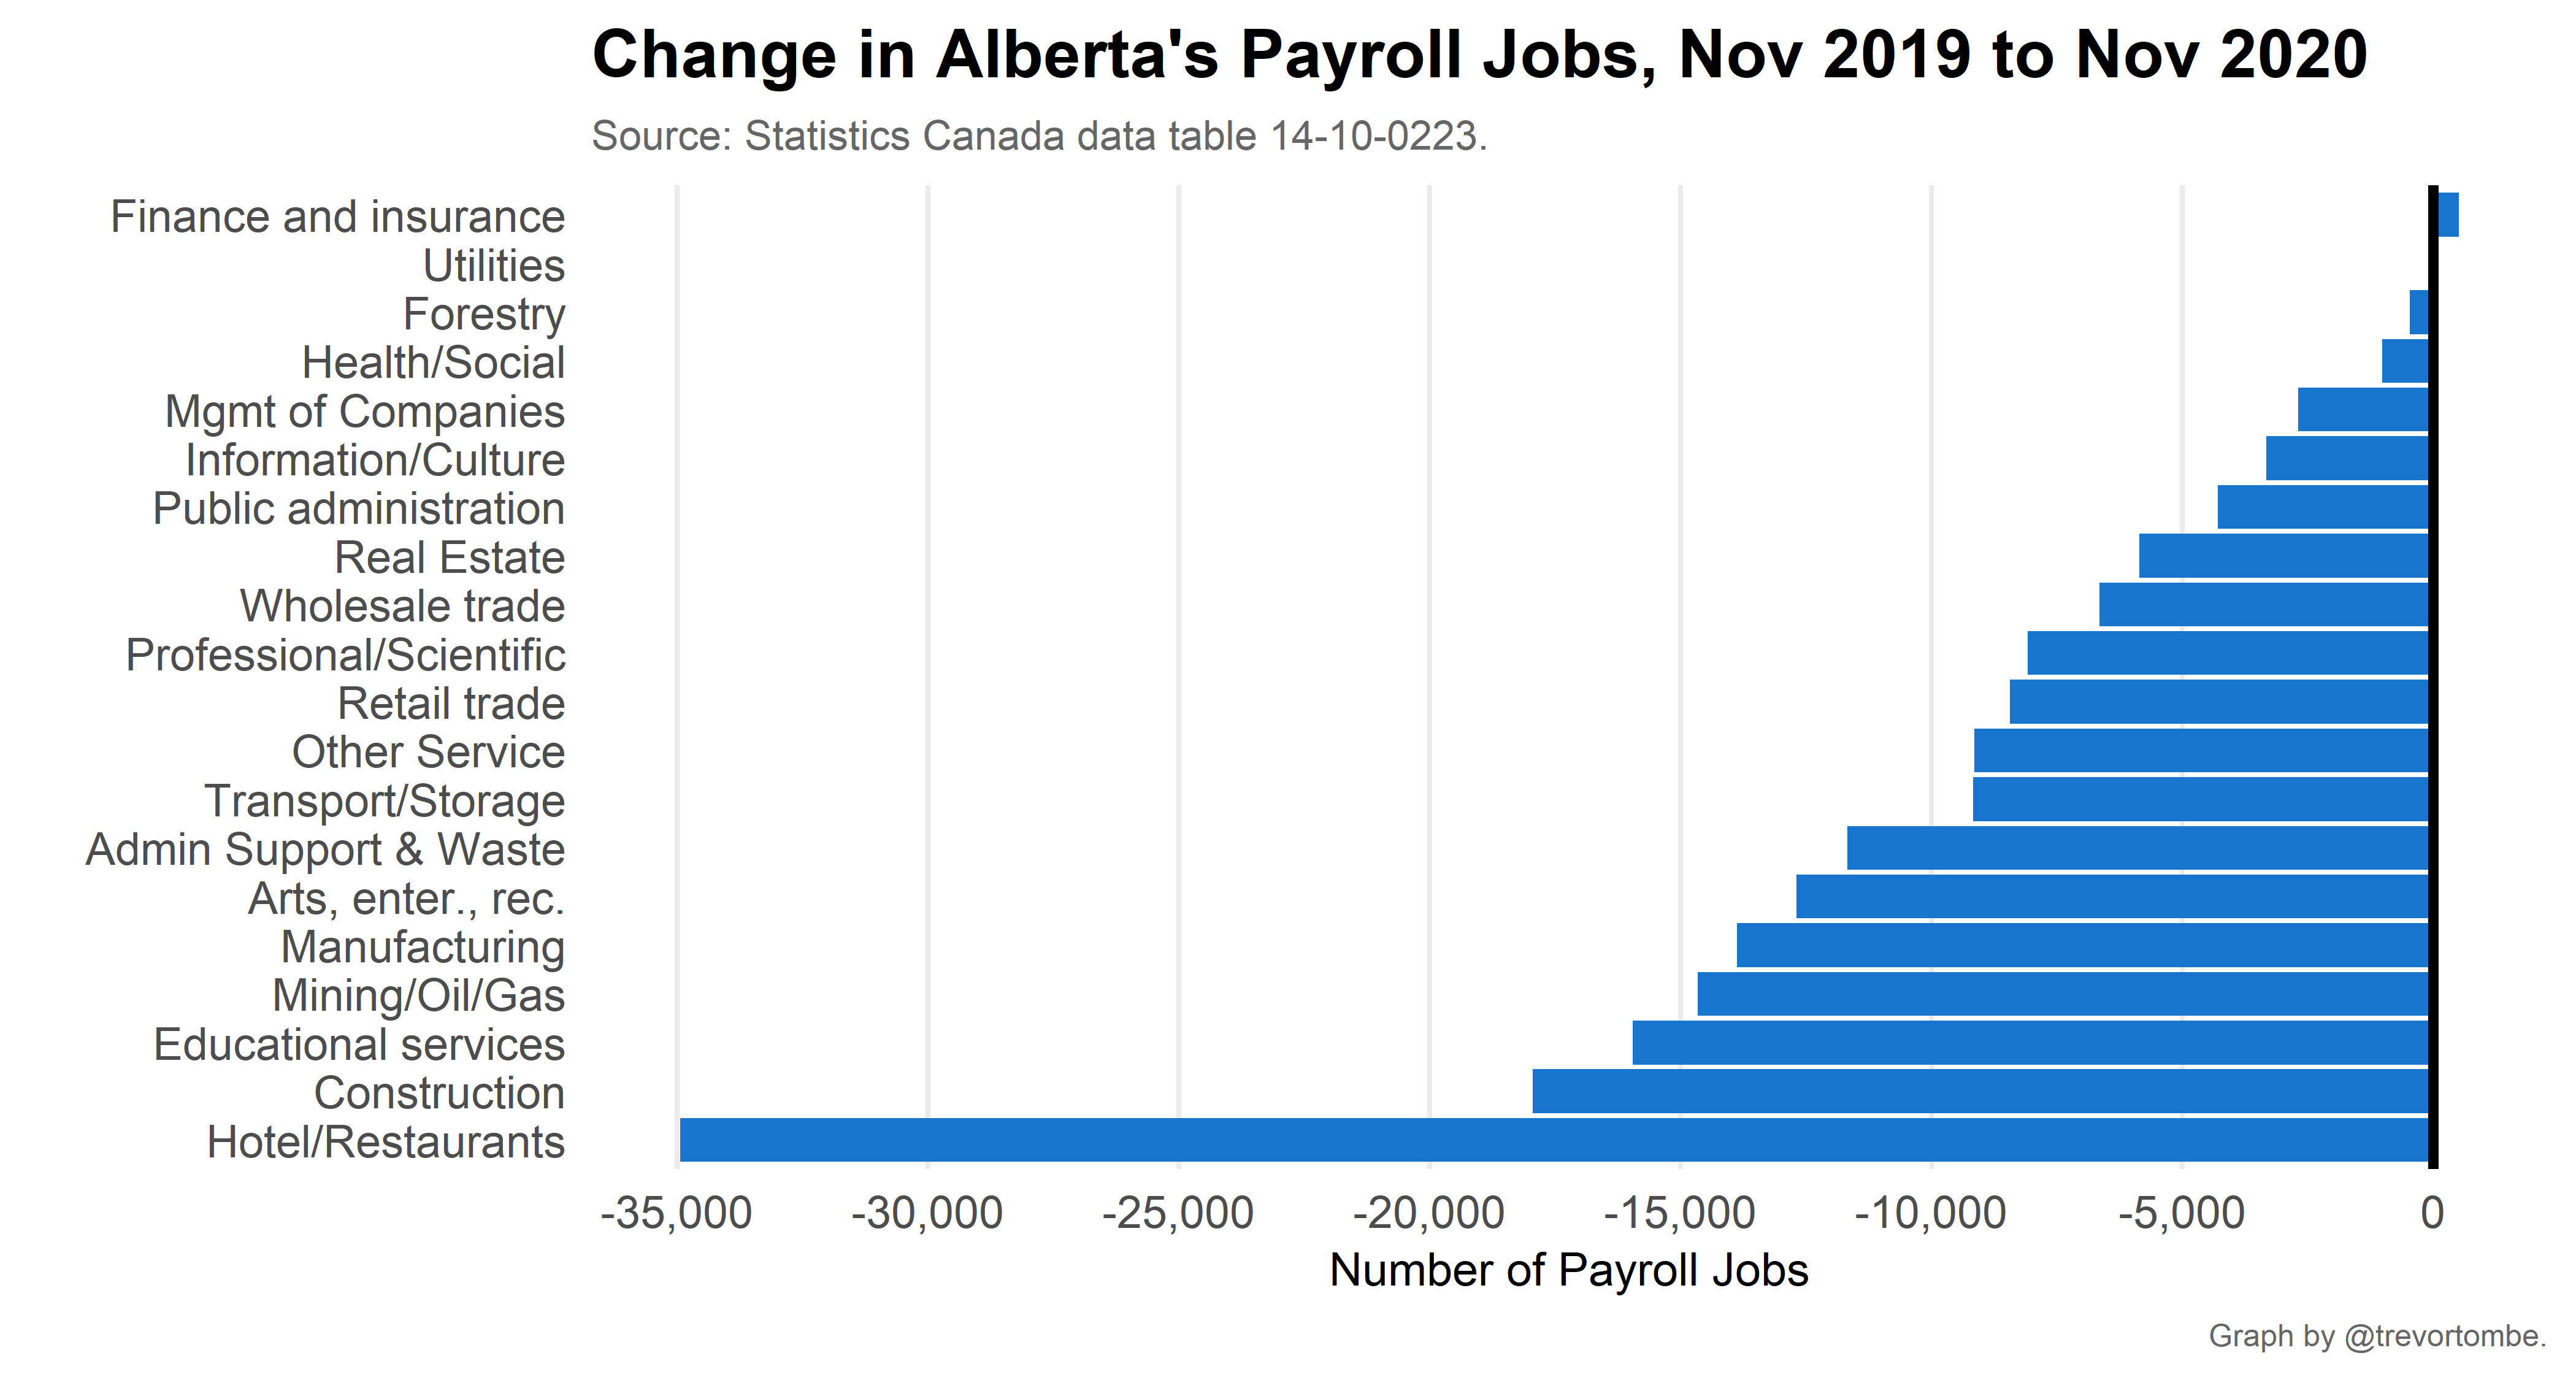 Change in Alberta's Payroll Jobs, Nov 2019 to Nov 2020
Source: Statistics Canada data table 14-10-0223.
Finance and insurance
Utilities
Forestry
Health/Social
Mgmt of Companies
Information/Culture
Public administration
Real Estate
Wholesale trade
Professional/Scientific
Retail trade
Other Service
Transport/Storage
Admin Support & Waste
Arts, enter., rec.
Manufacturing
Mining/Oil/Gas
Educational services
Construction
Hotel/Restaurants
-35,000 -30,000 -25,000 -20,000 -15,000 -10,000 -5,000 0
Number of Payroll Jobs
Graph by @trevortombe.